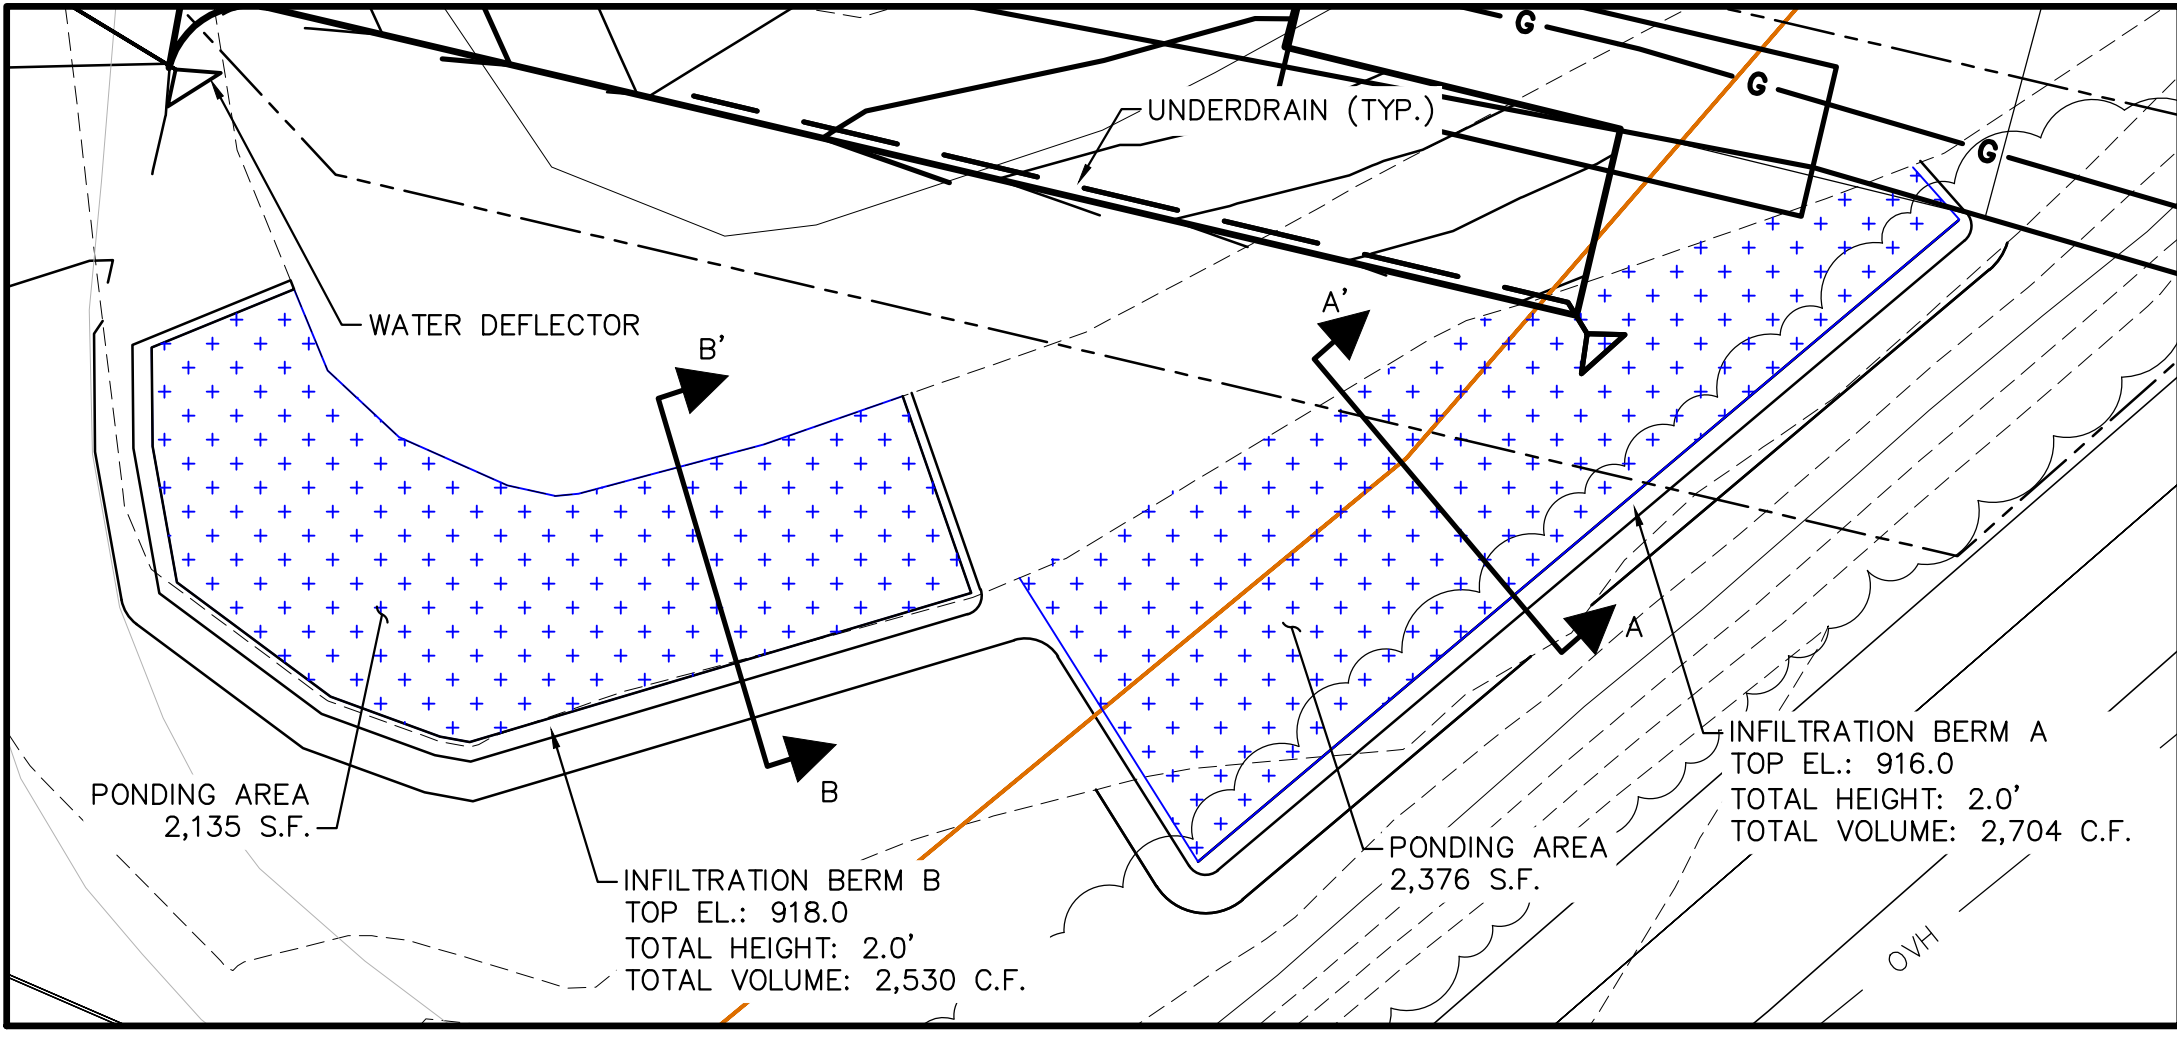 G
G
G
UNDERDRAIN (TYP.)
WATER DEFLECTOR
A'
B'
A
B
PONDING AREA
2,135 S.F.
INFILTRATION BERM A
TOP EL.: 916.0
TOTAL HEIGHT: 2.0'
TOTAL VOLUME: 2,704 C.F.
PONDING AREA
2,376 S.F.
INFILTRATION BERM B
TOP EL.: 918.0
TOTAL HEIGHT: 2.0'
TOTAL VOLUME: 2,530 C.F.
OVH